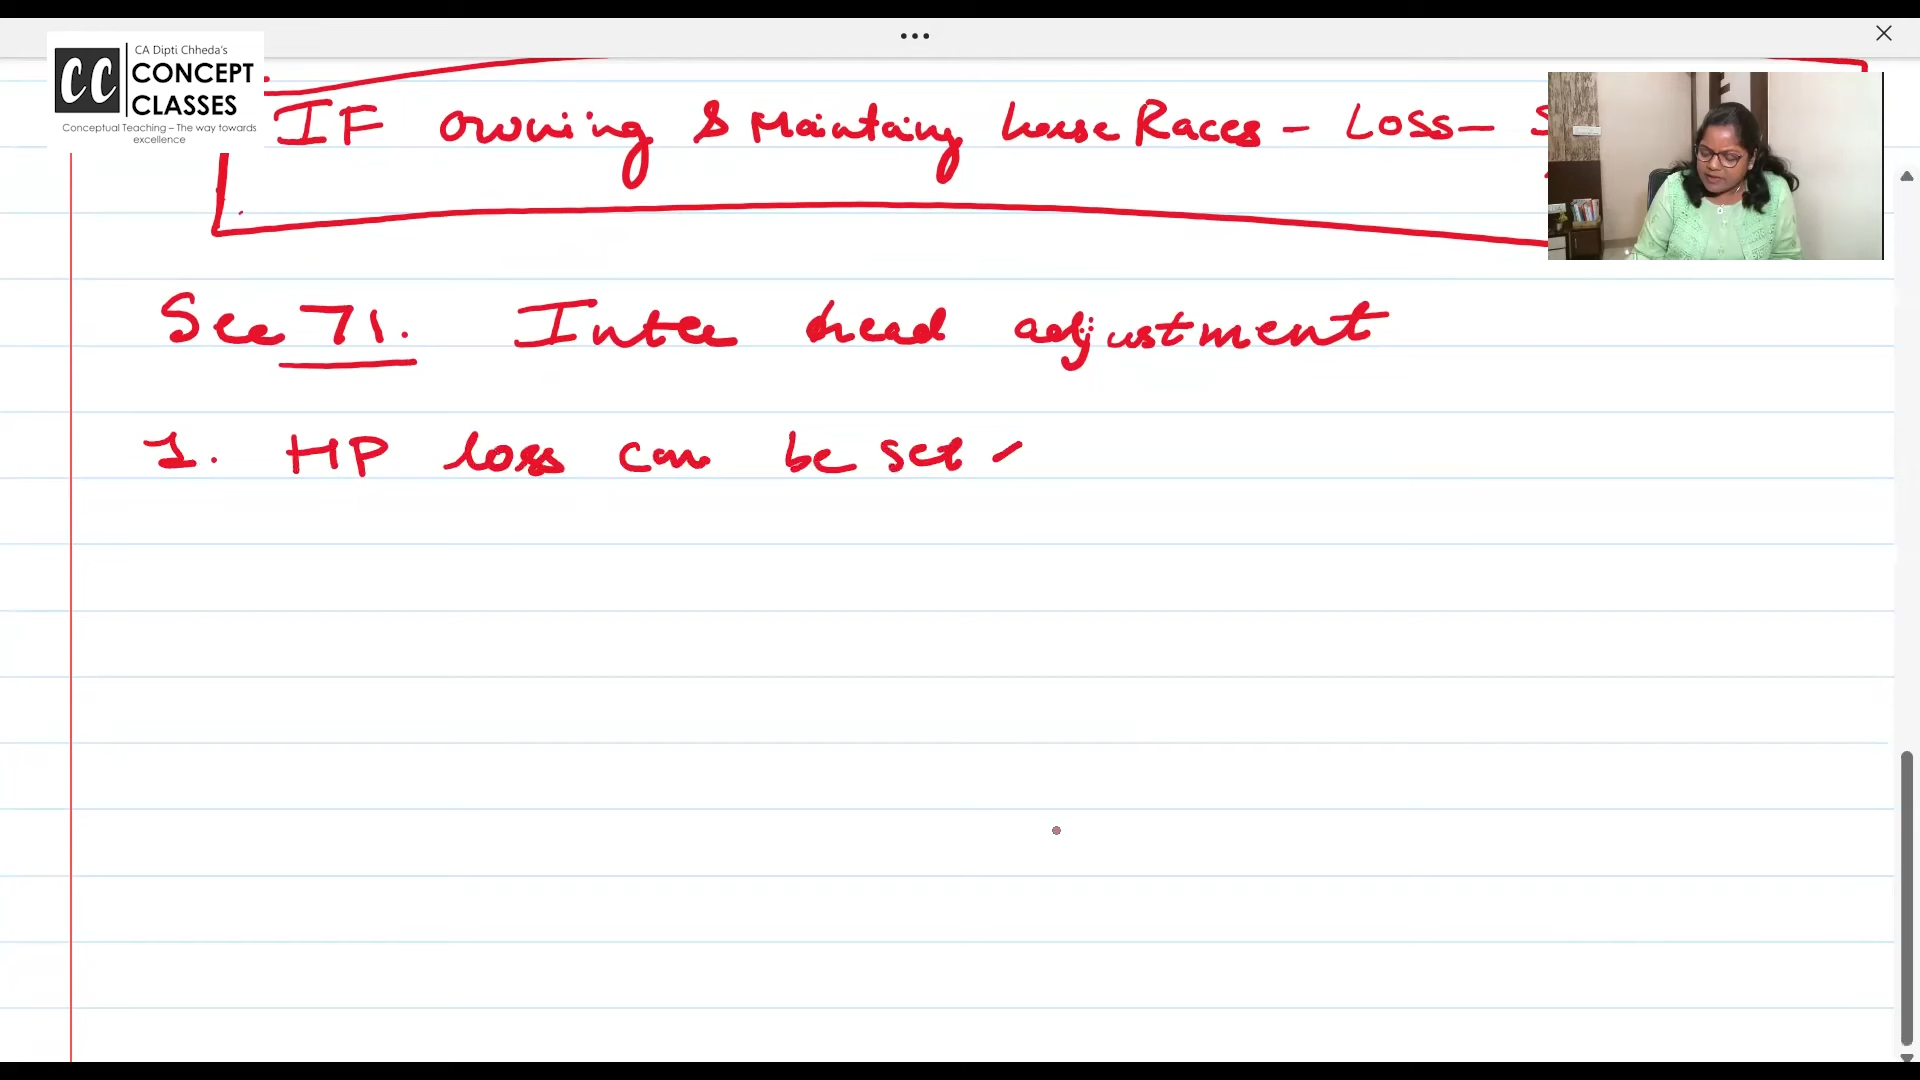 CA Dipti Chheda's
CC CONCEPT
CLASSES
Conceptual Teaching – The way towards
excellence
IF owning & Maintaing horse Races - Loss -
Sec 71. Inter head adjustment
1. HP loss can be set